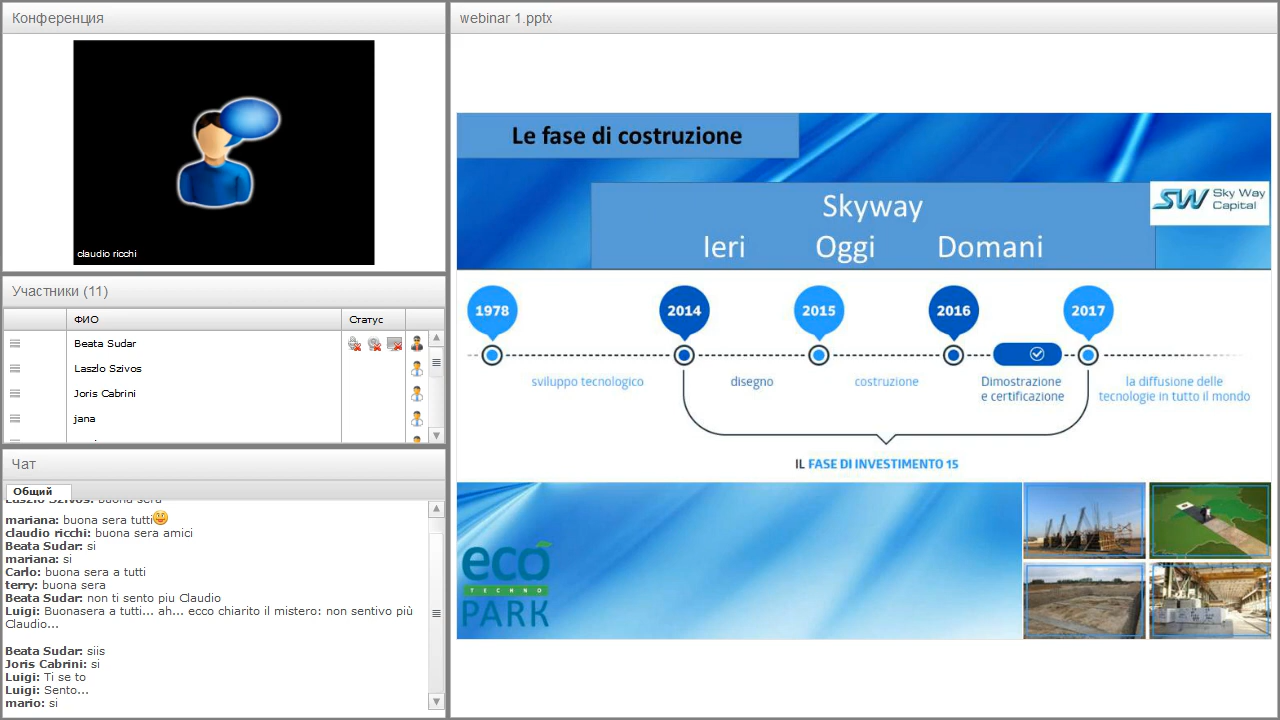 Конференция
claudio ricchi
Участники (11)
ФИО
Статус
Beata Sudar
Laszlo Szivos
Joris Cabrini
jana
Чат
Общий
Laszlo Szivos: buona sera
mariana: buona sera tutti
claudio ricchi: buona sera amici
Beata Sudar: si
mariana: si
Carlo: buona sera a tutti
terry: buona sera
Beata Sudar: non ti sento piu Claudio
Luigi: Buonasera a tutti... ah... ecco chiarito il mistero: non sentivo più
Claudio...
Beata Sudar: siis
Joris Cabrini: si
Luigi: Ti se to
Luigi: Sento...
mario: si
webinar 1.pptx
Le fase di costruzione
Skyway
Ieri Oggi Domani
SW Sky Way
Capital
1978 2014 2015 2016 2017
sviluppo tecnologico
disegno
costruzione
Dimostrazione
e certificazione
la diffusione delle
tecnologie in tutto il mondo
IL FASE DI INVESTIMENTO 15
eco
TECHNO
PARK